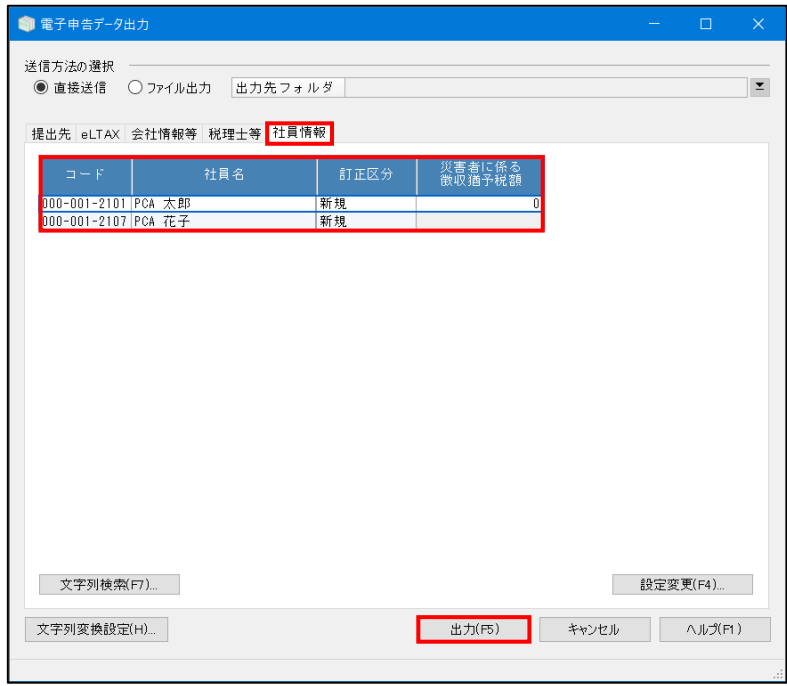 電子申告データ出力
送信方法の選択
直接送信 ファイル出力 出力先フォルダ
提出先 eLTAX 会社情報等 税理士等 社員情報
コード 社員名 訂正区分 災害者に係る
徴収猶予税額
000-001-2101 PCA 太郎 新規 0
000-001-2107 PCA 花子 新規
文字列検索(F7)... 設定変更(F4)...
文字列変換設定(H)... 出力(F5) キャンセル ヘルプ(F1)